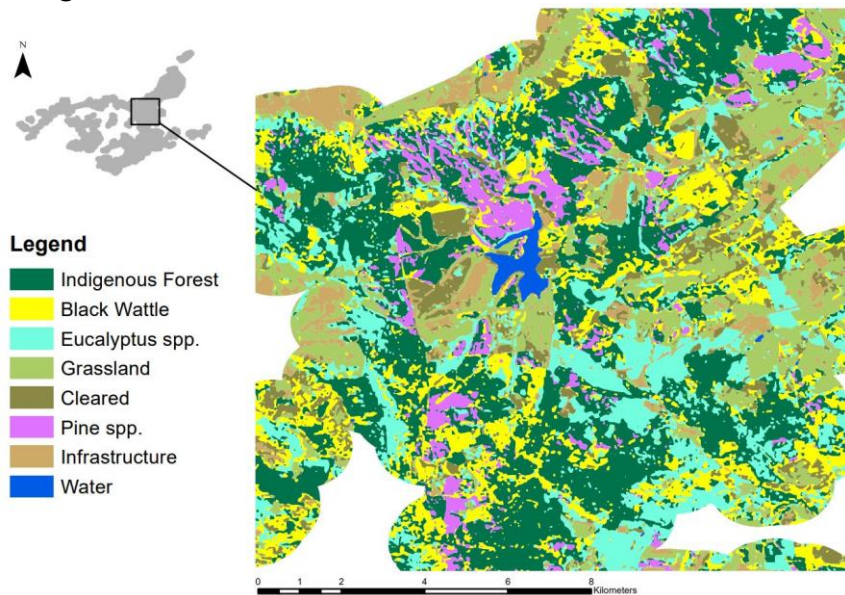 N
Legend
Indigenous Forest
Black Wattle
Eucalyptus spp.
Grassland
Cleared
Pine spp.
Infrastructure
Water
0 1 2 4 6 8
Kilometers